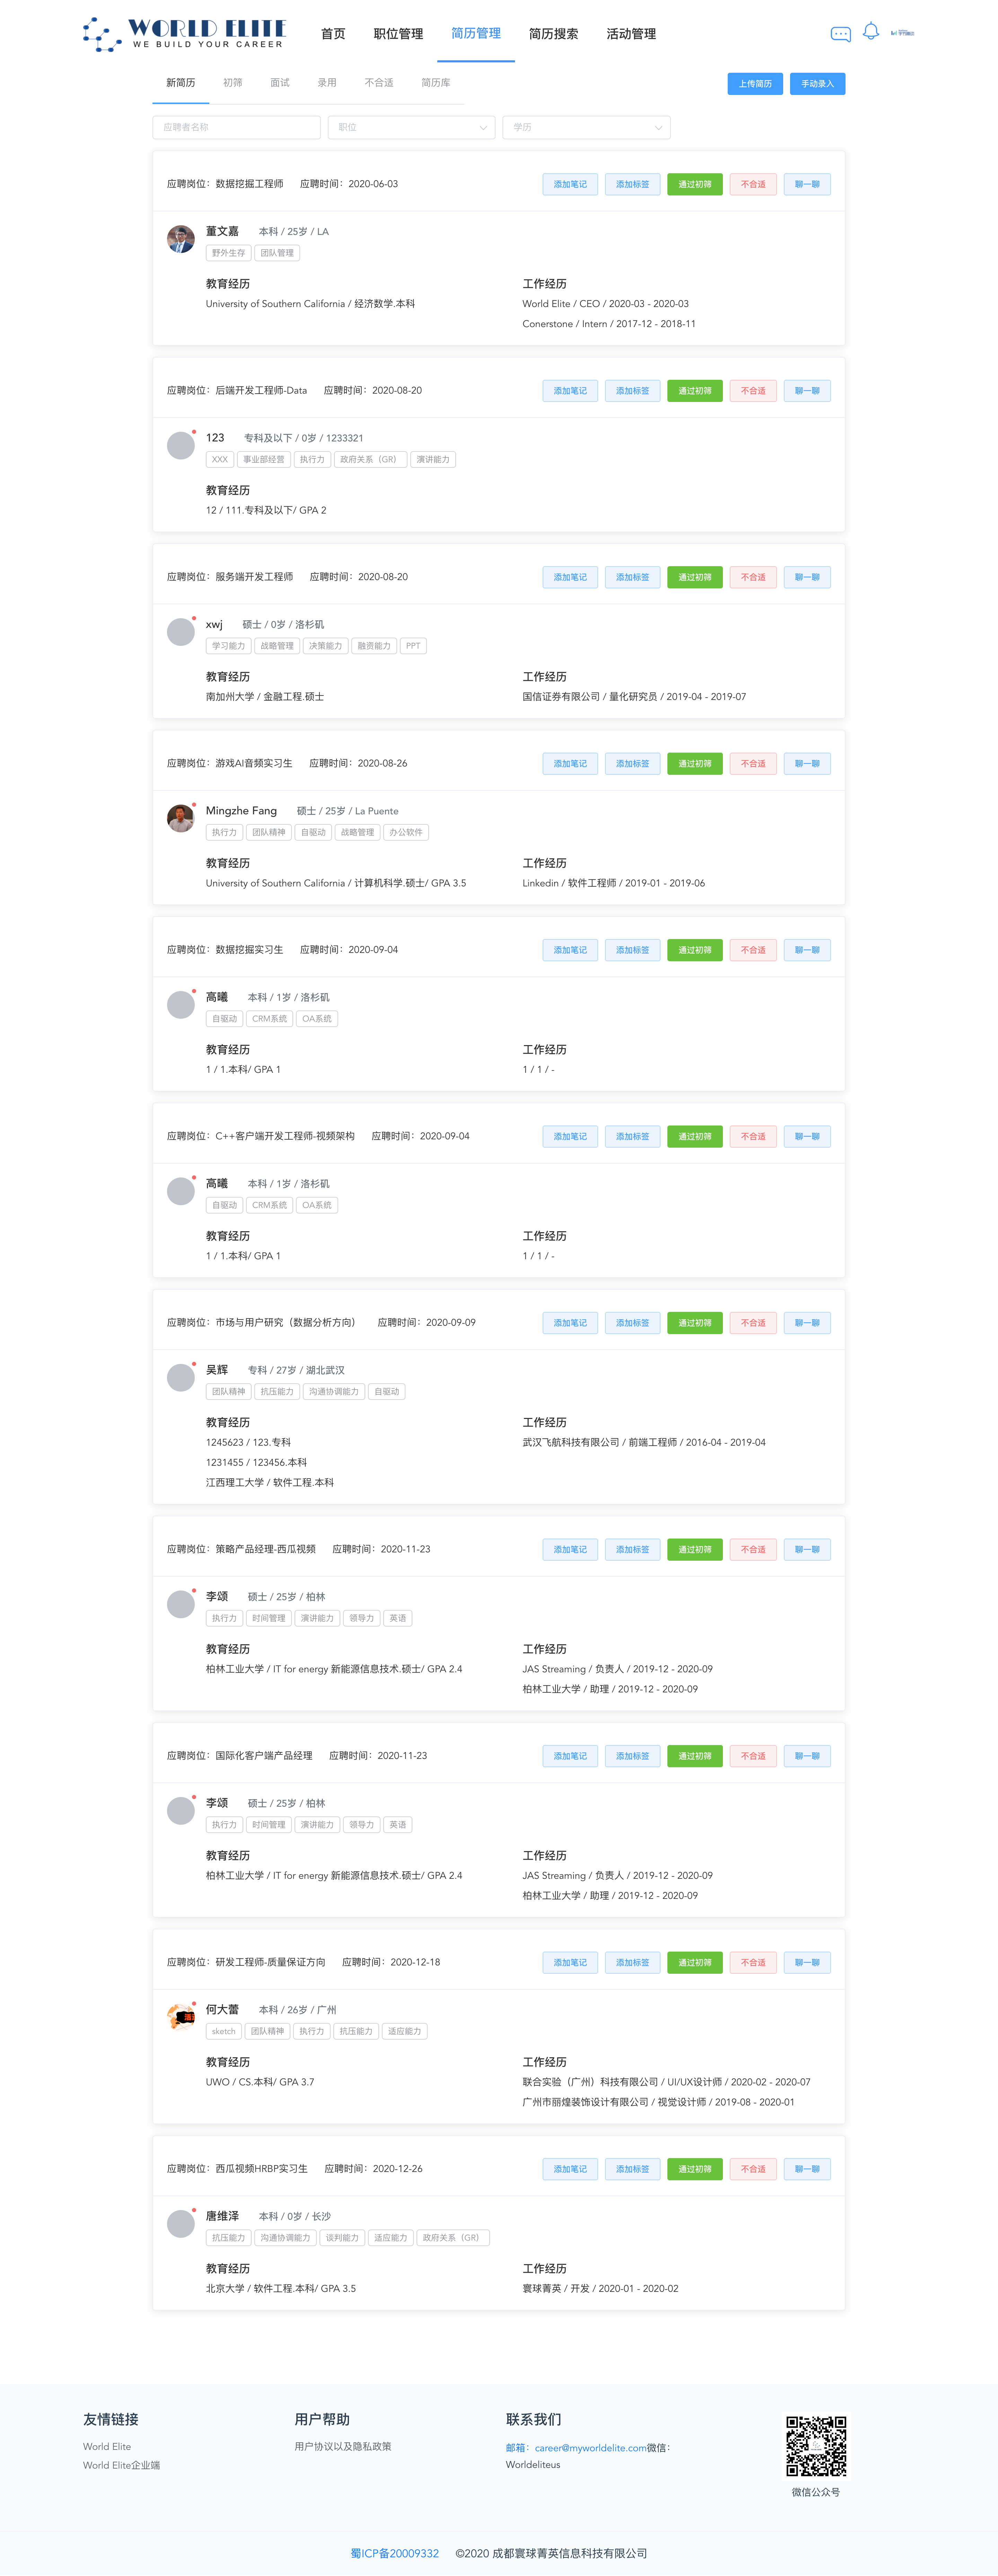 WORLD ELITE
WE BUILD YOUR CAREER
首页 职位管理 简历管理 简历搜索 活动管理
新简历 初筛 面试 录用 不合适 简历库 上传简历 手动录入
应聘者名称 职位 学历
应聘岗位：数据挖掘工程师 应聘时间：2020-06-03 添加笔记 添加标签 通过初筛 不合适 聊一聊
董文嘉 本科 / 25岁 / LA
野外生存 团队管理
教育经历 工作经历
University of Southern California / 经济数学.本科 World Elite / CEO / 2020-03 - 2020-03
Conerstone / Intern / 2017-12 - 2018-11
应聘岗位：后端开发工程师-Data 应聘时间：2020-08-20 添加笔记 添加标签 通过初筛 不合适 聊一聊
123 专科及以下 / 0岁 / 1233321
XXX 事业部经营 执行力 政府关系（GR） 演讲能力
教育经历
12 / 111.专科及以下/ GPA 2
应聘岗位：服务端开发工程师 应聘时间：2020-08-20 添加笔记 添加标签 通过初筛 不合适 聊一聊
xwj 硕士 / 0岁 / 洛杉矶
学习能力 战略管理 决策能力 融资能力 PPT
教育经历 工作经历
南加州大学 / 金融工程.硕士 国信证券有限公司 / 量化研究员 / 2019-04 - 2019-07
应聘岗位：游戏AI音频实习生 应聘时间：2020-08-26 添加笔记 添加标签 通过初筛 不合适 聊一聊
Mingzhe Fang 硕士 / 25岁 / La Puente
执行力 团队精神 自驱动 战略管理 办公软件
教育经历 工作经历
University of Southern California / 计算机科学.硕士/ GPA 3.5 Linkedin / 软件工程师 / 2019-01 - 2019-06
应聘岗位：数据挖掘实习生 应聘时间：2020-09-04 添加笔记 添加标签 通过初筛 不合适 聊一聊
高曦 本科 / 1岁 / 洛杉矶
自驱动 CRM系统 OA系统
教育经历 工作经历
1 / 1.本科/ GPA 1 1 / 1 / -
应聘岗位：C++客户端开发工程师-视频架构 应聘时间：2020-09-04 添加笔记 添加标签 通过初筛 不合适 聊一聊
高曦 本科 / 1岁 / 洛杉矶
自驱动 CRM系统 OA系统
教育经历 工作经历
1 / 1.本科/ GPA 1 1 / 1 / -
应聘岗位：市场与用户研究（数据分析方向） 应聘时间：2020-09-09 添加笔记 添加标签 通过初筛 不合适 聊一聊
吴辉 专科 / 27岁 / 湖北武汉
团队精神 抗压能力 沟通协调能力 自驱动
教育经历 工作经历
1245623 / 123.专科 武汉飞航科技有限公司 / 前端工程师 / 2016-04 - 2019-04
1231455 / 123456.本科
江西理工大学 / 软件工程.本科
应聘岗位：策略产品经理-西瓜视频 应聘时间：2020-11-23 添加笔记 添加标签 通过初筛 不合适 聊一聊
李颂 硕士 / 25岁 / 柏林
执行力 时间管理 演讲能力 领导力 英语
教育经历 工作经历
柏林工业大学 / IT for energy 新能源信息技术.硕士/ GPA 2.4 JAS Streaming / 负责人 / 2019-12 - 2020-09
柏林工业大学 / 助理 / 2019-12 - 2020-09
应聘岗位：国际化客户端产品经理 应聘时间：2020-11-23 添加笔记 添加标签 通过初筛 不合适 聊一聊
李颂 硕士 / 25岁 / 柏林
执行力 时间管理 演讲能力 领导力 英语
教育经历 工作经历
柏林工业大学 / IT for energy 新能源信息技术.硕士/ GPA 2.4 JAS Streaming / 负责人 / 2019-12 - 2020-09
柏林工业大学 / 助理 / 2019-12 - 2020-09
应聘岗位：研发工程师-质量保证方向 应聘时间：2020-12-18 添加笔记 添加标签 通过初筛 不合适 聊一聊
何大蕾 本科 / 26岁 / 广州
sketch 团队精神 执行力 抗压能力 适应能力
教育经历 工作经历
UWO / CS.本科/ GPA 3.7 联合实验（广州）科技有限公司 / UI/UX设计师 / 2020-02 - 2020-07
广州市丽煌装饰设计有限公司 / 视觉设计师 / 2019-08 - 2020-01
应聘岗位：西瓜视频HRBP实习生 应聘时间：2020-12-26 添加笔记 添加标签 通过初筛 不合适 聊一聊
唐维泽 本科 / 0岁 / 长沙
抗压能力 沟通协调能力 谈判能力 适应能力 政府关系（GR）
教育经历 工作经历
北京大学 / 软件工程.本科/ GPA 3.5 寰球菁英 / 开发 / 2020-01 - 2020-02
友情链接 用户帮助 联系我们
World Elite 用户协议以及隐私政策 邮箱：career@myworldelite.com微信：
World Elite企业端 Worldeliteus
微信公众号
蜀ICP备20009332 ©2020 成都寰球菁英信息科技有限公司